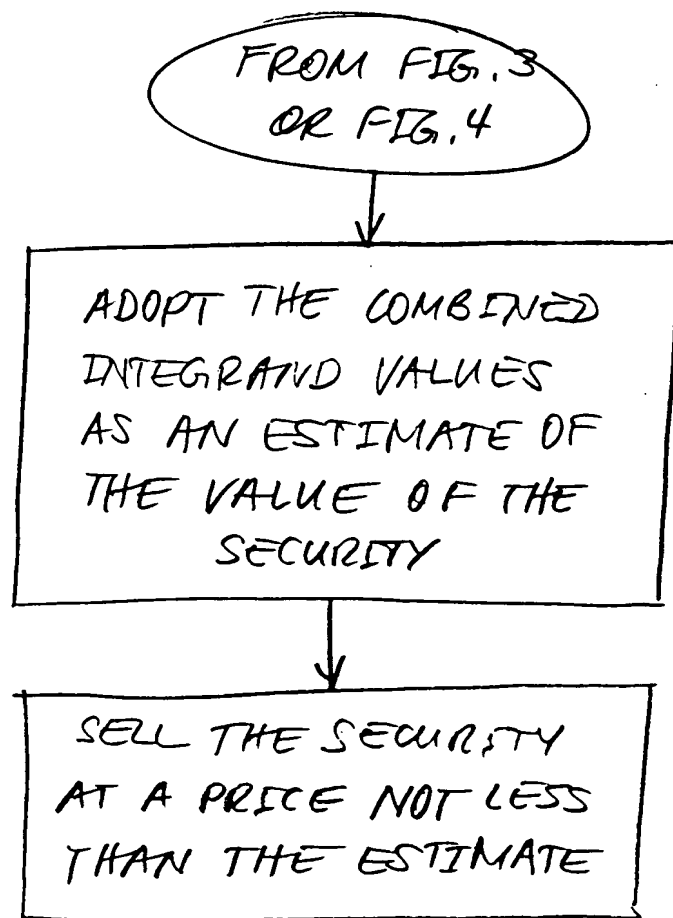 FROM FIG. 3
OR FIG. 4
ADOPT THE COMBINED
INTEGRAND VALUES
AS AN ESTIMATE OF
THE VALUE OF THE
SECURITY
SELL THE SECURITY
AT A PRICE NOT LESS
THAN THE ESTIMATE